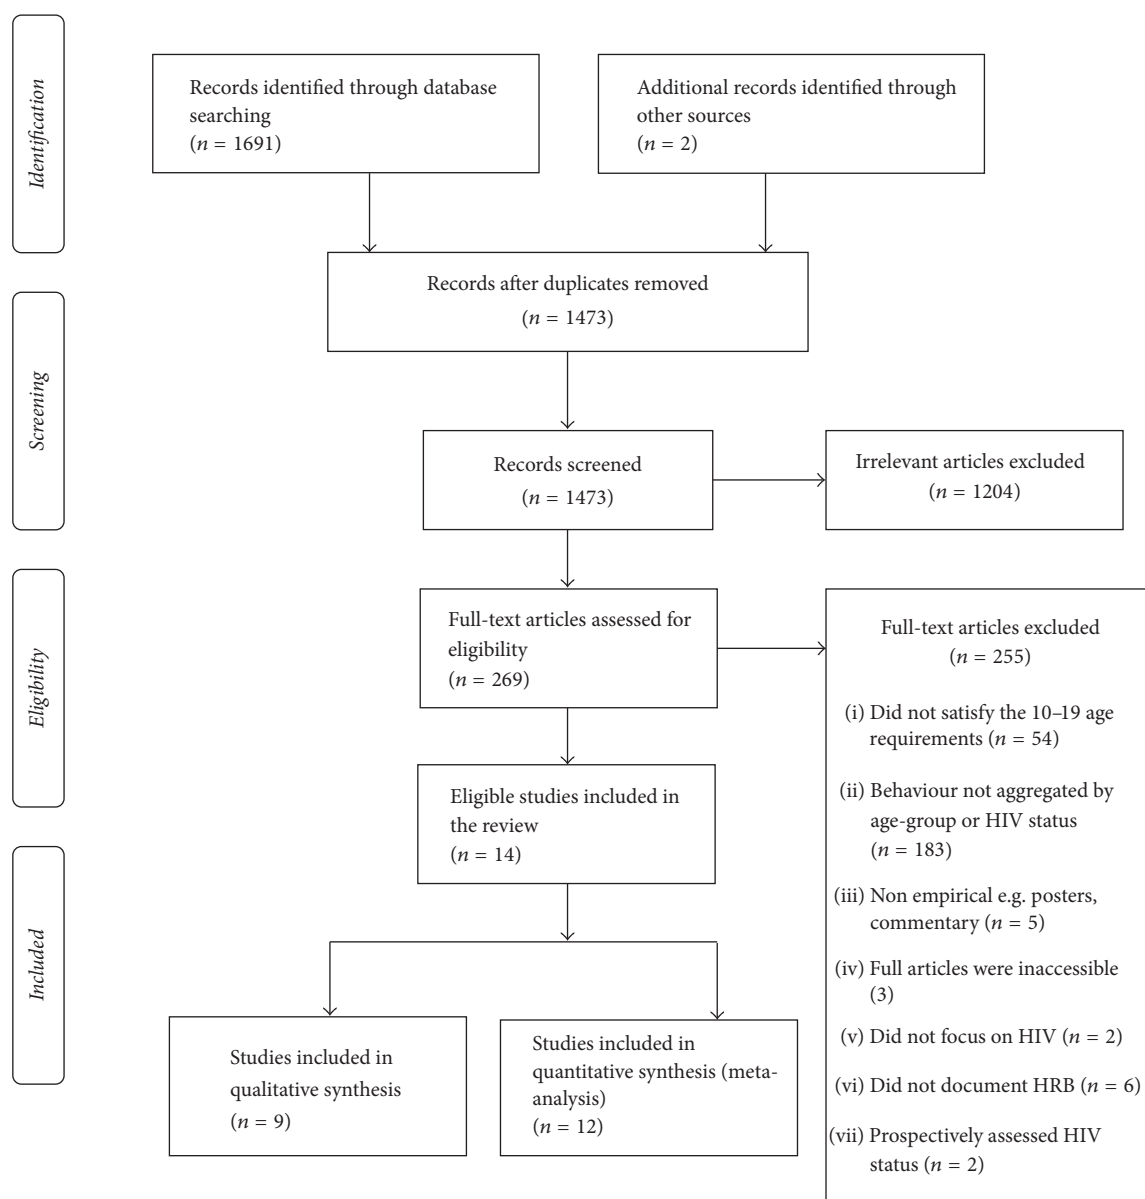 Identification
Records identified through database
searching
(n = 1691)
Additional records identified through
other sources
(n = 2)
Records after duplicates removed
(n = 1473)
Screening
Records screened
(n = 1473)
Irrelevant articles excluded
(n = 1204)
Eligibility
Full-text articles assessed for
eligibility
(n = 269)
Full-text articles excluded
(n = 255)
(i) Did not satisfy the 10–19 age
requirements (n = 54)
(ii) Behaviour not aggregated by
age-group or HIV status
(n = 183)
(iii) Non empirical e.g. posters,
commentary (n = 5)
(iv) Full articles were inaccessible
(3)
(v) Did not focus on HIV (n = 2)
(vi) Did not document HRB (n = 6)
(vii) Prospectively assessed HIV
status (n = 2)
Eligible studies included in
the review
(n = 14)
Included
Studies included in
qualitative synthesis
(n = 9)
Studies included in
quantitative synthesis (meta-
analysis)
(n = 12)